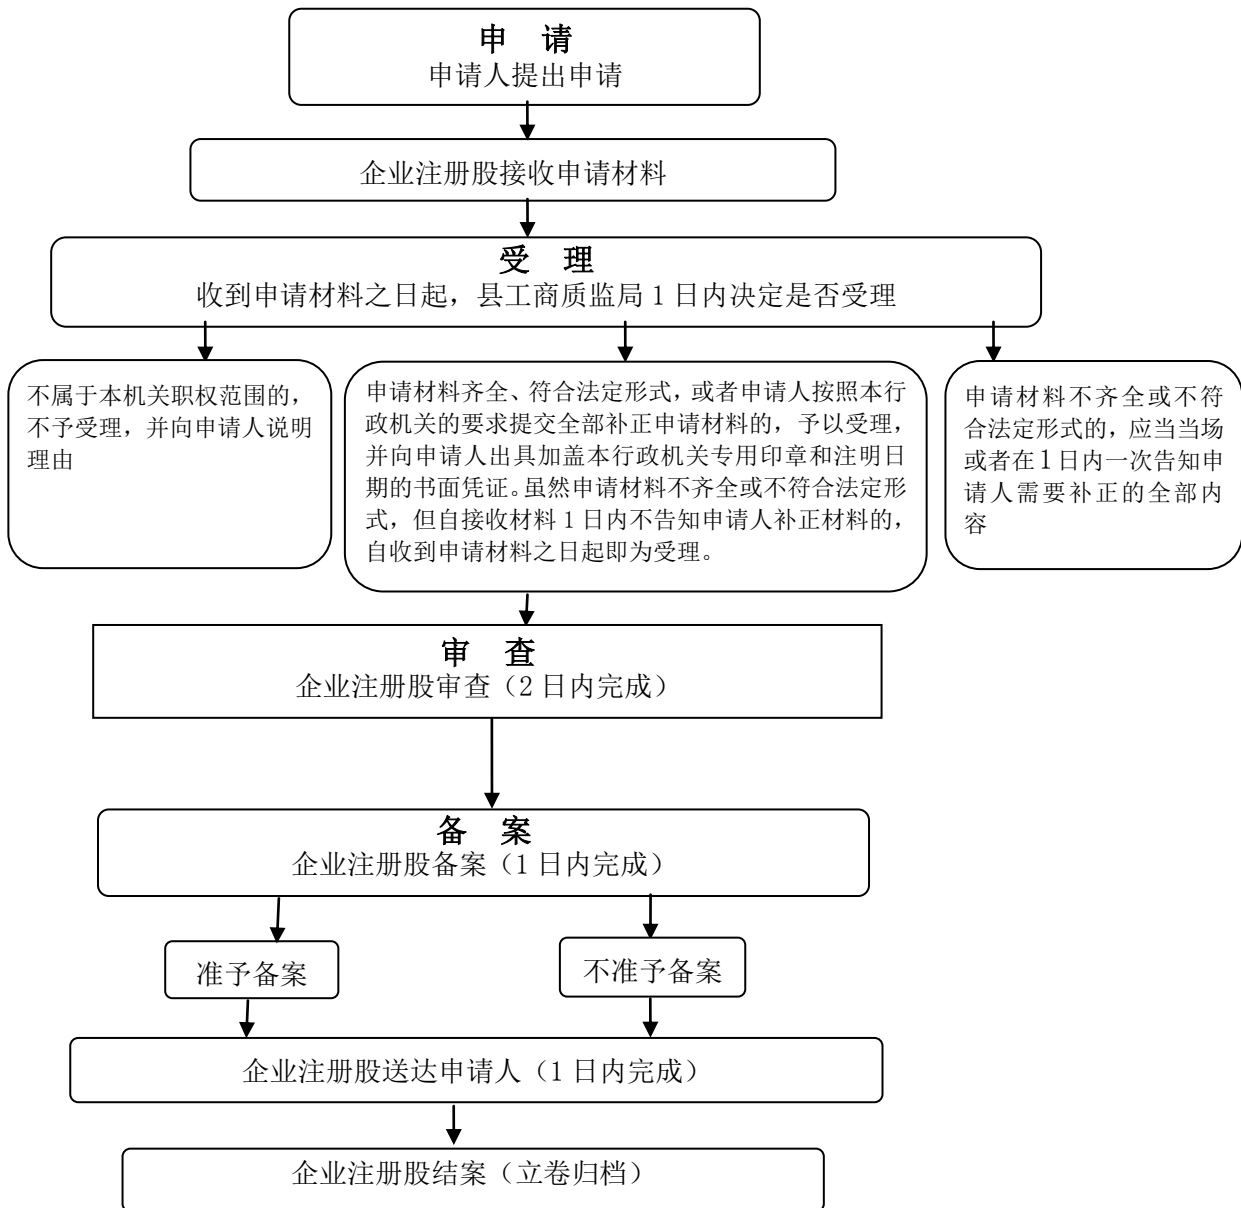 申 请
申请人提出申请
企业注册股接收申请材料
受 理
收到申请材料之日起，县工商质监局 1 日内决定是否受理
不属于本机关职权范围的，
不予受理，并向申请人说明
理由
申请材料齐全、符合法定形式，或者申请人按照本行
政机关的要求提交全部补正申请材料的，予以受理，
并向申请人出具加盖本行政机关专用印章和注明日
期的书面凭证。虽然申请材料不齐全或不符合法定形
式，但自接收材料 1 日内不告知申请人补正材料的，
自收到申请材料之日起即为受理。
申请材料不齐全或不符
合法定形式的，应当当场
或者在 1 日内一次告知申
请人需要补正的全部内
容
审 查
企业注册股审查（2 日内完成）
备 案
企业注册股备案（1 日内完成）
准予备案
不准予备案
企业注册股送达申请人（1 日内完成）
企业注册股结案（立卷归档）